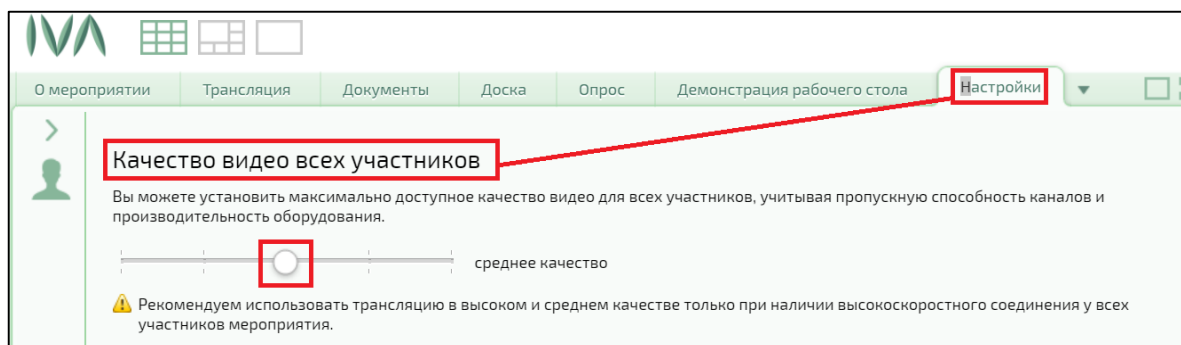 IVA
О мероприятии Трансляция Документы Доска Опрос Демонстрация рабочего стола Настройки
Качество видео всех участников
Вы можете установить максимально доступное качество видео для всех участников, учитывая пропускную способность каналов и
производительность оборудования.
среднее качество
Рекомендуем использовать трансляцию в высоком и среднем качестве только при наличии высокоскоростного соединения у всех
участников мероприятия.